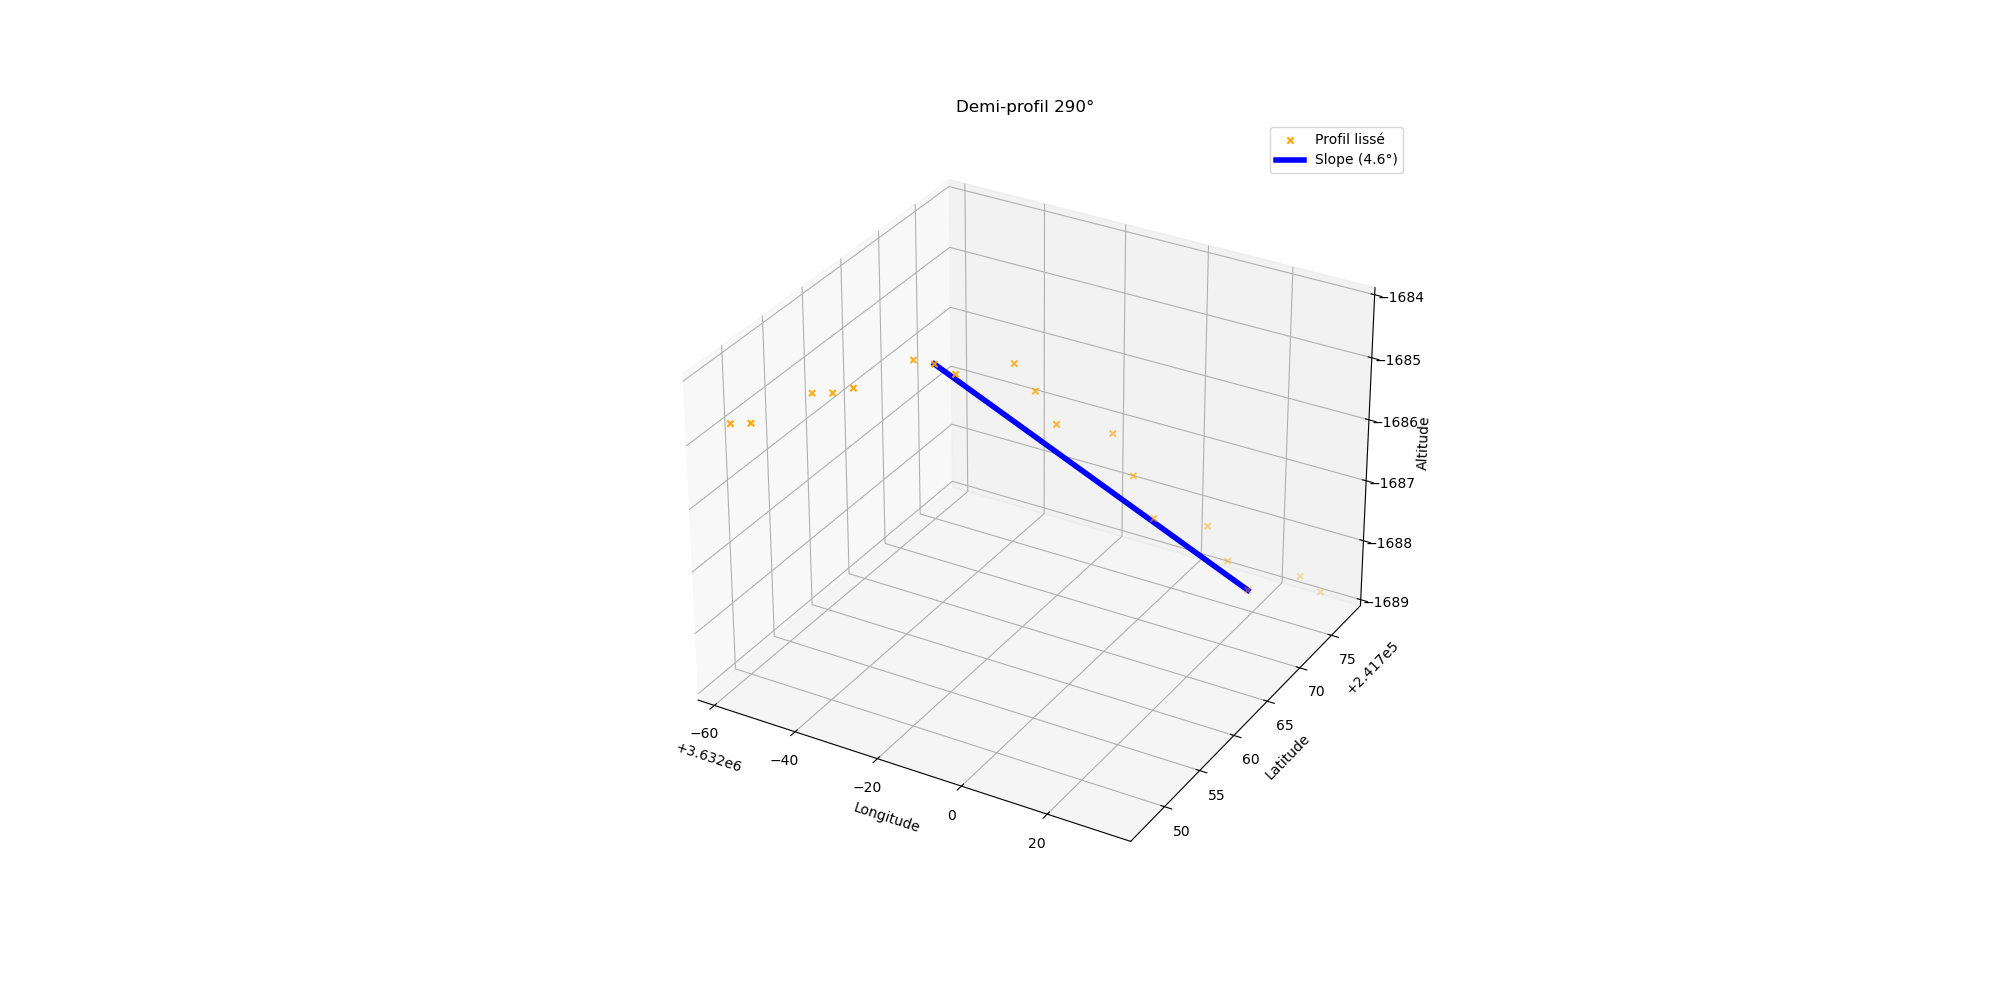 Demi-profil 290°
Profil lissé
Slope (4.6°)
−1684
−1685
−1686
−1687
−1688
−1689
Altitude
75
70
65
60
55
50
+2.417e5
Latitude
−60
−40
−20
0
20
+3.632e6
Longitude